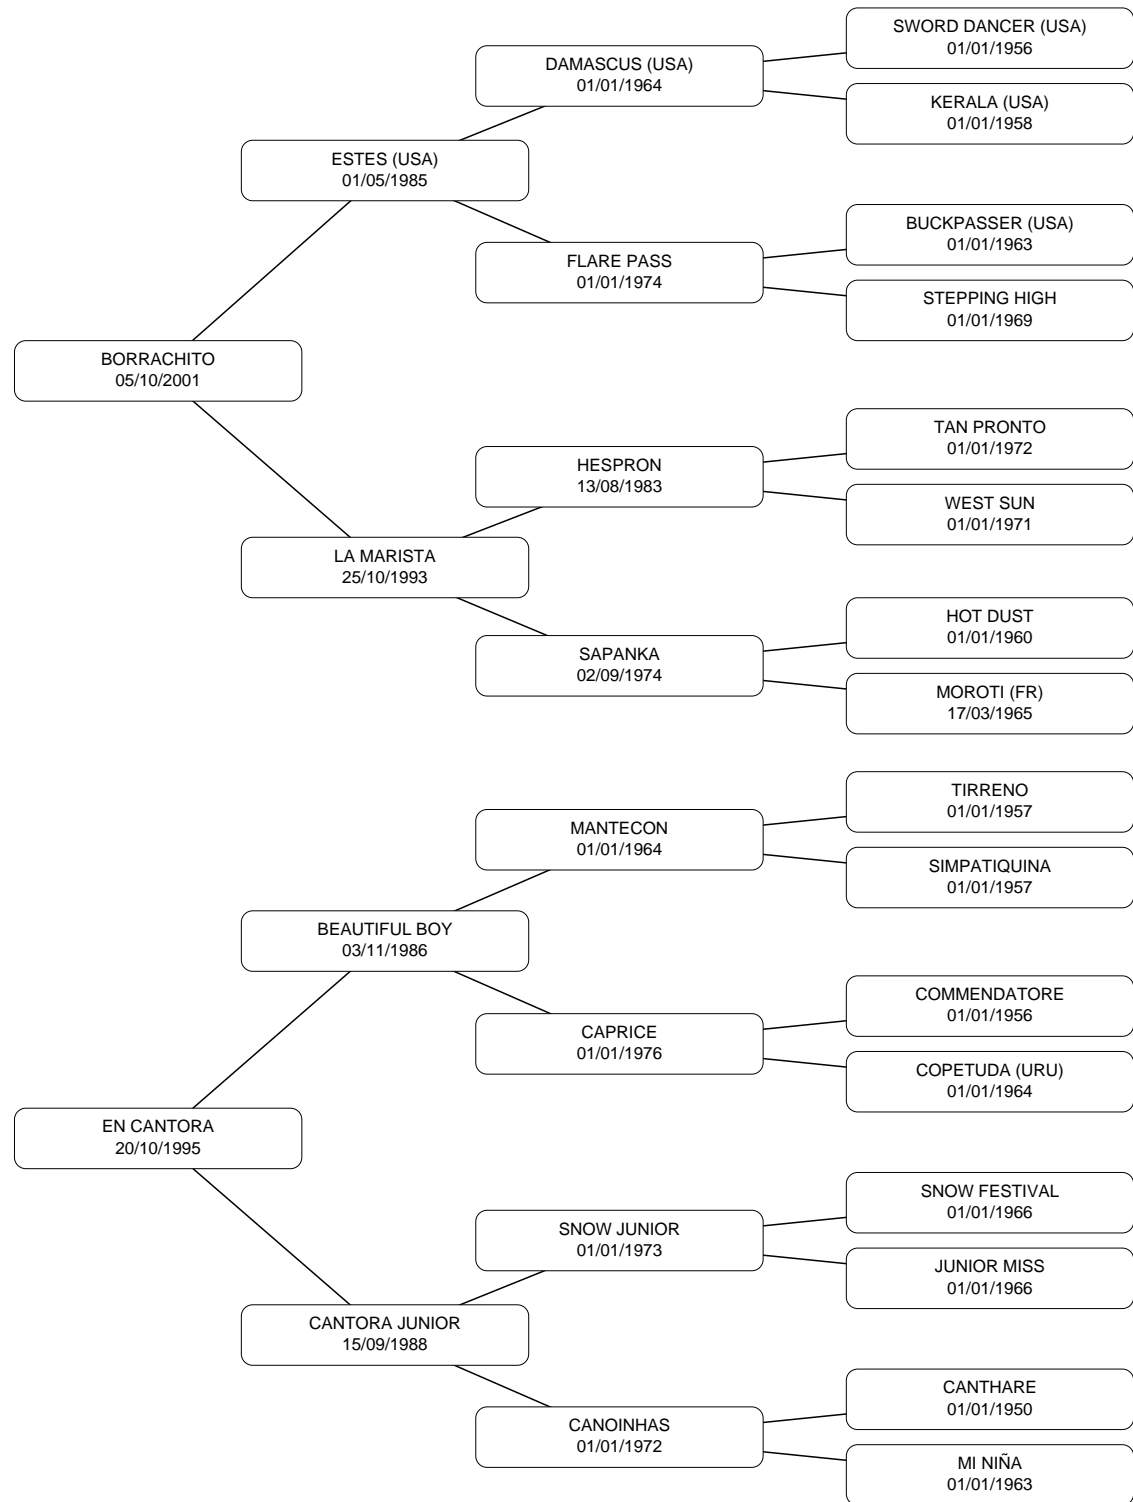 SWORD DANCER (USA)
01/01/1956
DAMASCUS (USA)
01/01/1964
KERALA (USA)
01/01/1958
ESTES (USA)
01/05/1985
BUCKPASSER (USA)
01/01/1963
FLARE PASS
01/01/1974
STEPPING HIGH
01/01/1969
BORRACHITO
05/10/2001
TAN PRONTO
01/01/1972
HESPRON
13/08/1983
WEST SUN
01/01/1971
LA MARISTA
25/10/1993
HOT DUST
01/01/1960
SAPANKA
02/09/1974
MOROTI (FR)
17/03/1965
TIRRENO
01/01/1957
MANTECON
01/01/1964
SIMPATIQUINA
01/01/1957
BEAUTIFUL BOY
03/11/1986
COMMENDATORE
01/01/1956
CAPRICE
01/01/1976
COPETUDA (URU)
01/01/1964
EN CANTORA
20/10/1995
SNOW FESTIVAL
01/01/1966
SNOW JUNIOR
01/01/1973
JUNIOR MISS
01/01/1966
CANTORA JUNIOR
15/09/1988
CANTHARE
01/01/1950
CANOINHAS
01/01/1972
MI NIÑA
01/01/1963